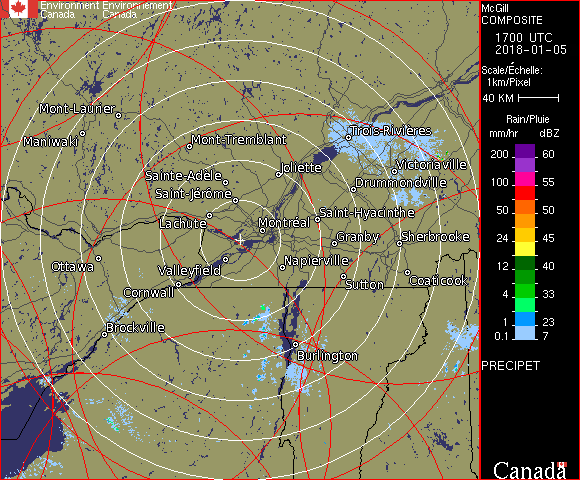 Environment Environnement
Canada Canada
McGill
COMPOSITE
1700 UTC
2018-01-05
Scale/Échelle:
1km/Pixel
40 KM
Rain/Pluie
mm/hr dBZ
200 60
100 55
50 50
24 45
12 40
4 33
1 23
0.1 7
PRECIPET
Canada
Mont-Laurier
Maniwaki
Mont-Tremblant
Trois-Rivières
Joliette
Victoriaville
Sainte-Adèle
Drummondville
Saint-Jérôme
Lachute
Montréal
Saint-Hyacinthe
Granby
Sherbrooke
Ottawa
Valleyfield
Napierville
Cornwall
Sutton
Coaticook
Brockville
Burlington